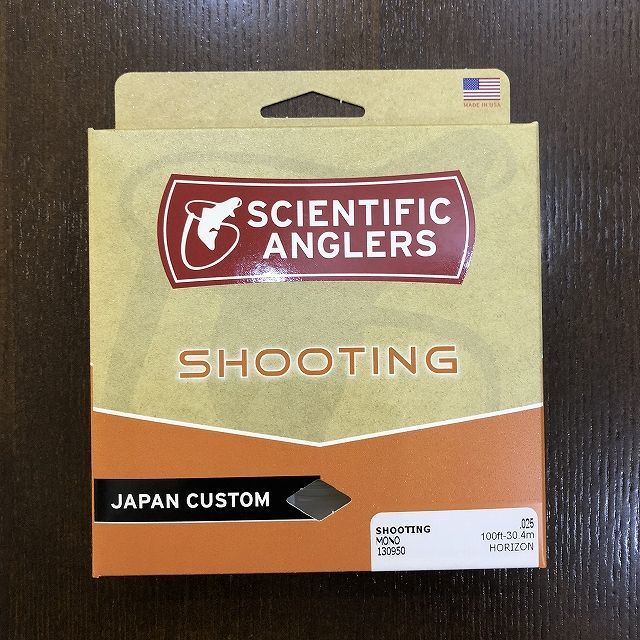 MADE IN USA
SCIENTIFIC
ANGLERS
SHOOTING
JAPAN CUSTOM
SHOOTING .025
MONO 100ft-30.4m
130950 HORIZON